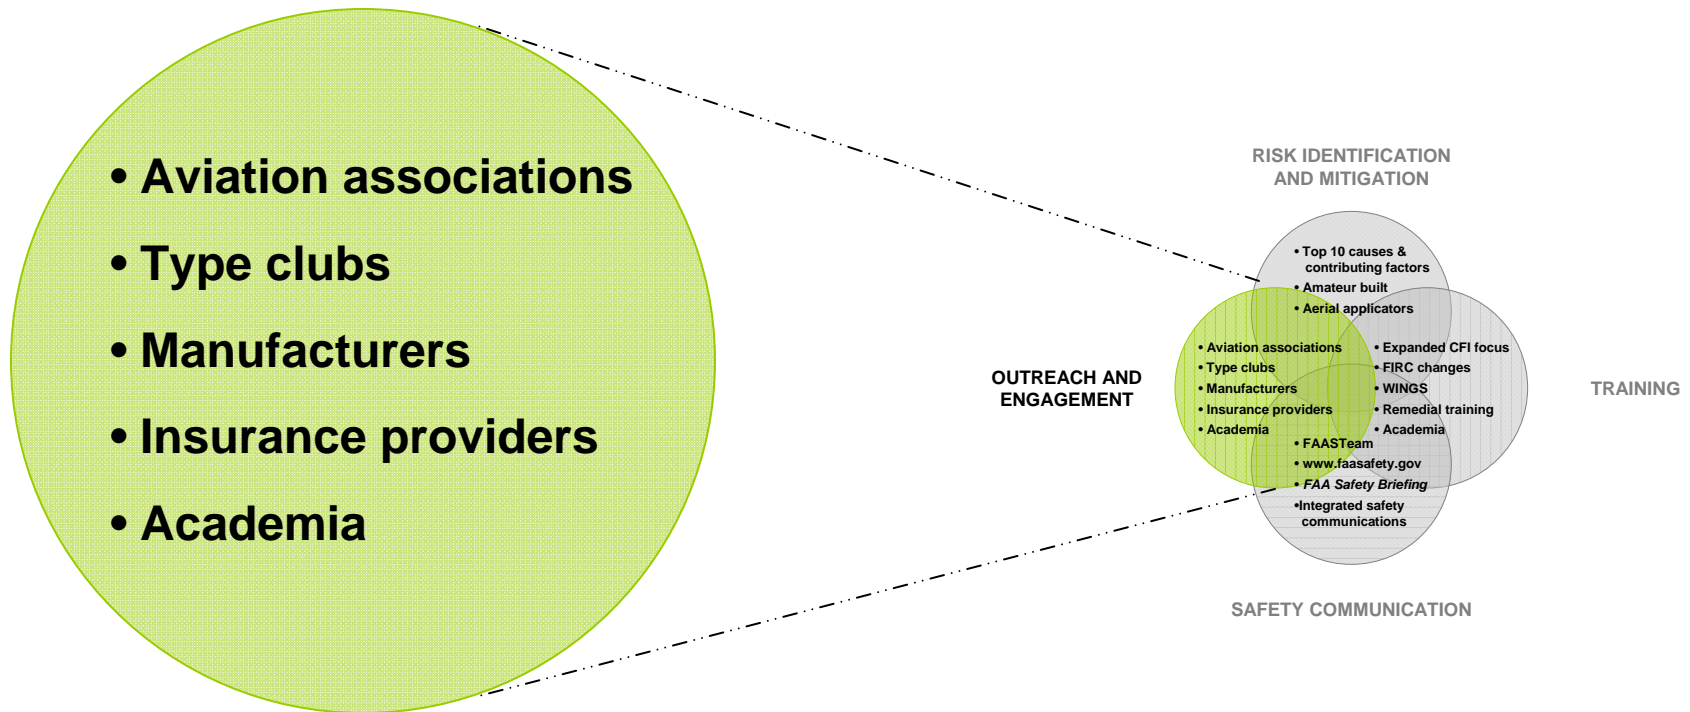 • Aviation associations
• Type clubs
• Manufacturers
• Insurance providers
• Academia
RISK IDENTIFICATION
AND MITIGATION
• Top 10 causes &
contributing factors
• Amateur built
• Aerial applicators
OUTREACH AND
ENGAGEMENT
• Aviation associations
• Type clubs
• Manufacturers
• Insurance providers
• Academia
• Expanded CFI focus
• FIRC changes
• WINGS
• Remedial training
• Academia
TRAINING
• FAASTeam
• www.faasafety.gov
• FAA Safety Briefing
•Integrated safety
communications
SAFETY COMMUNICATION